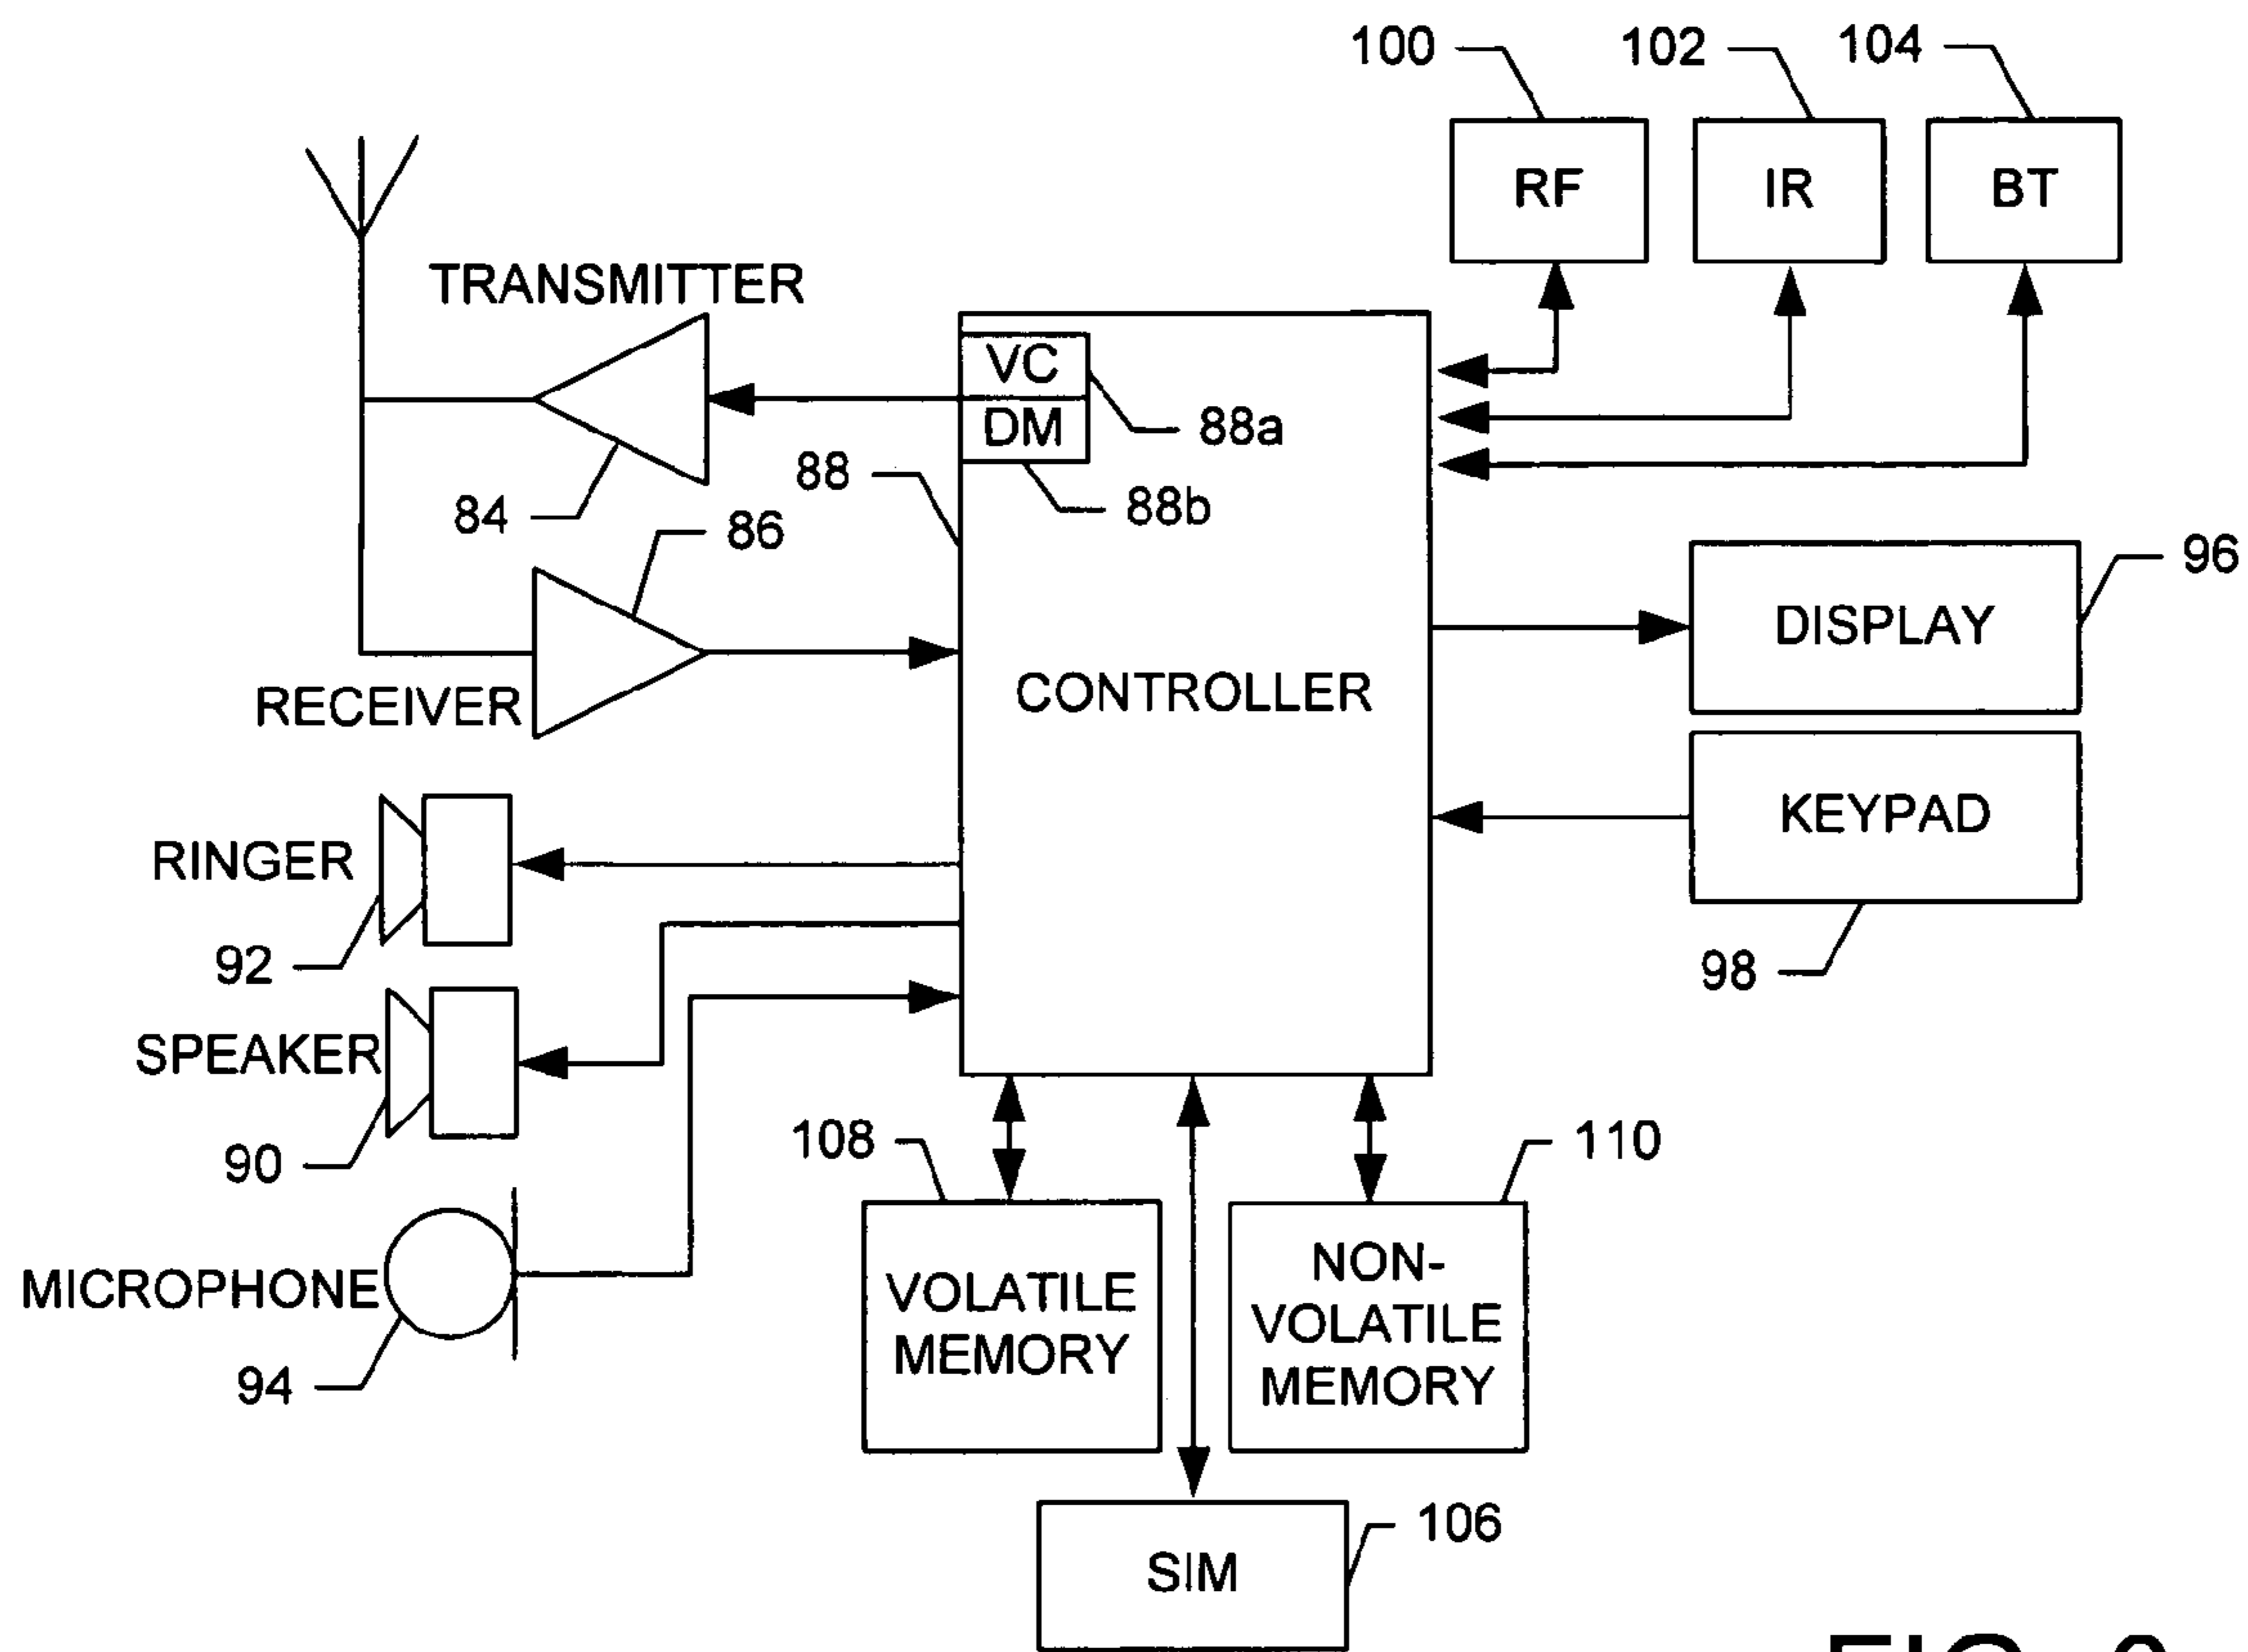 100
102
104
RF
IR
BT
TRANSMITTER
VC
DM
88a
88
88b
84
86
96
DISPLAY
CONTROLLER
RECEIVER
KEYPAD
RINGER
92
98
SPEAKER
90
108
110
MICROPHONE
94
VOLATILE
MEMORY
NON-
VOLATILE
MEMORY
106
SIM